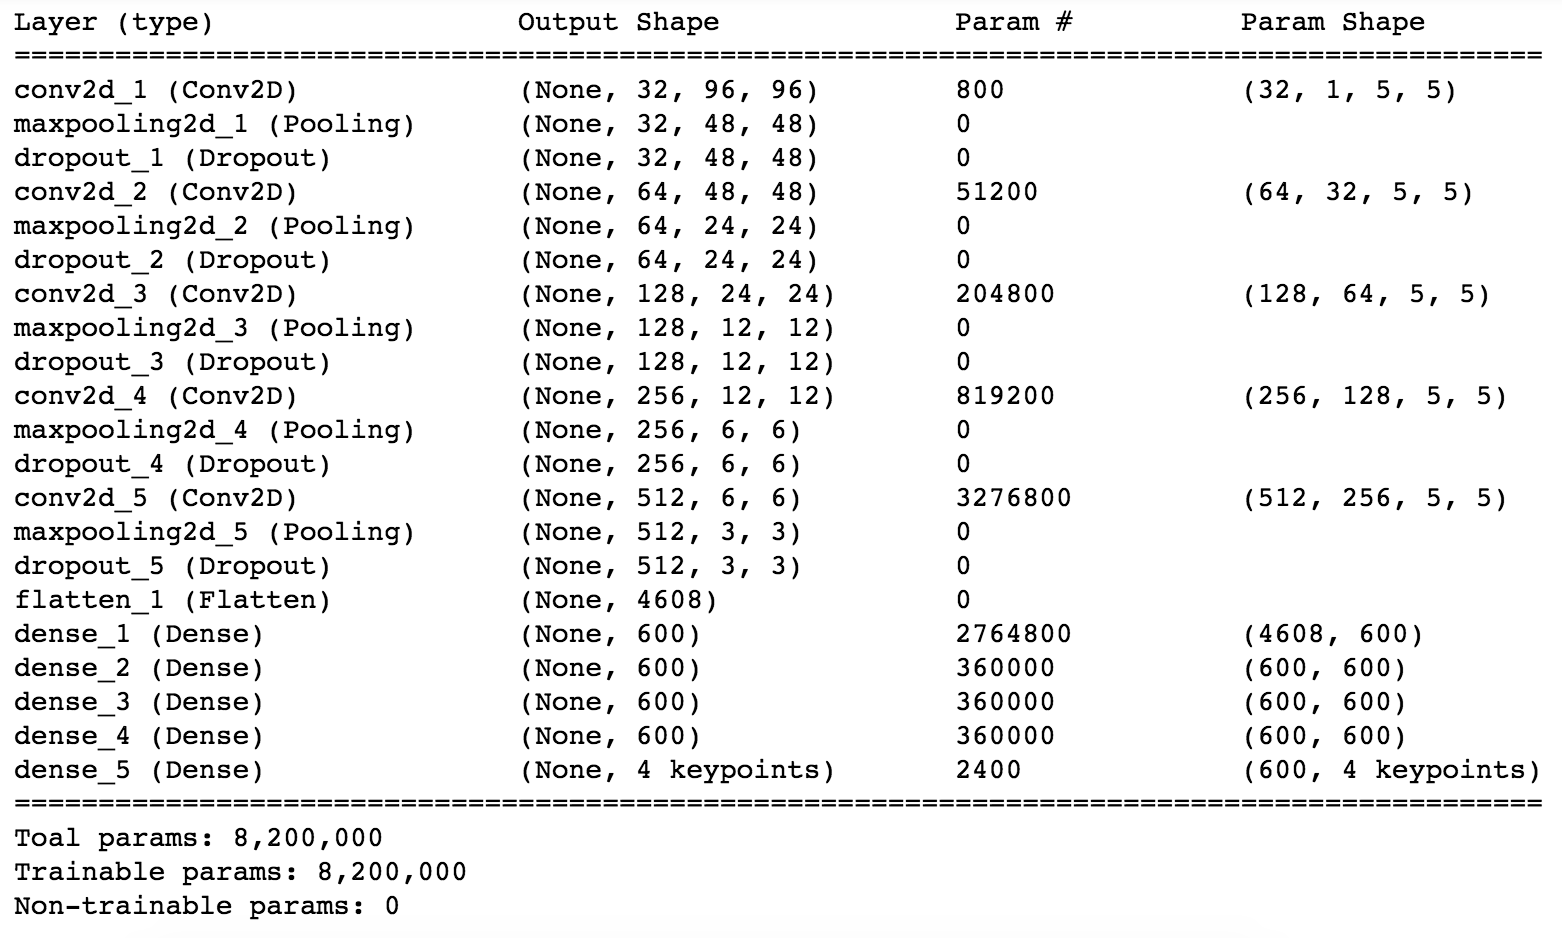 Layer (type) Output Shape Param # Param Shape
=============================================================================================
conv2d_1 (Conv2D) (None, 32, 96, 96) 800 (32, 1, 5, 5)
maxpooling2d_1 (Pooling) (None, 32, 48, 48) 0
dropout_1 (Dropout) (None, 32, 48, 48) 0
conv2d_2 (Conv2D) (None, 64, 48, 48) 51200 (64, 32, 5, 5)
maxpooling2d_2 (Pooling) (None, 64, 24, 24) 0
dropout_2 (Dropout) (None, 64, 24, 24) 0
conv2d_3 (Conv2D) (None, 128, 24, 24) 204800 (128, 64, 5, 5)
maxpooling2d_3 (Pooling) (None, 128, 12, 12) 0
dropout_3 (Dropout) (None, 128, 12, 12) 0
conv2d_4 (Conv2D) (None, 256, 12, 12) 819200 (256, 128, 5, 5)
maxpooling2d_4 (Pooling) (None, 256, 6, 6) 0
dropout_4 (Dropout) (None, 256, 6, 6) 0
conv2d_5 (Conv2D) (None, 512, 6, 6) 3276800 (512, 256, 5, 5)
maxpooling2d_5 (Pooling) (None, 512, 3, 3) 0
dropout_5 (Dropout) (None, 512, 3, 3) 0
flatten_1 (Flatten) (None, 4608) 0
dense_1 (Dense) (None, 600) 2764800 (4608, 600)
dense_2 (Dense) (None, 600) 360000 (600, 600)
dense_3 (Dense) (None, 600) 360000 (600, 600)
dense_4 (Dense) (None, 600) 360000 (600, 600)
dense_5 (Dense) (None, 4 keypoints) 2400 (600, 4 keypoints)
=============================================================================================
Toal params: 8,200,000
Trainable params: 8,200,000
Non-trainable params: 0